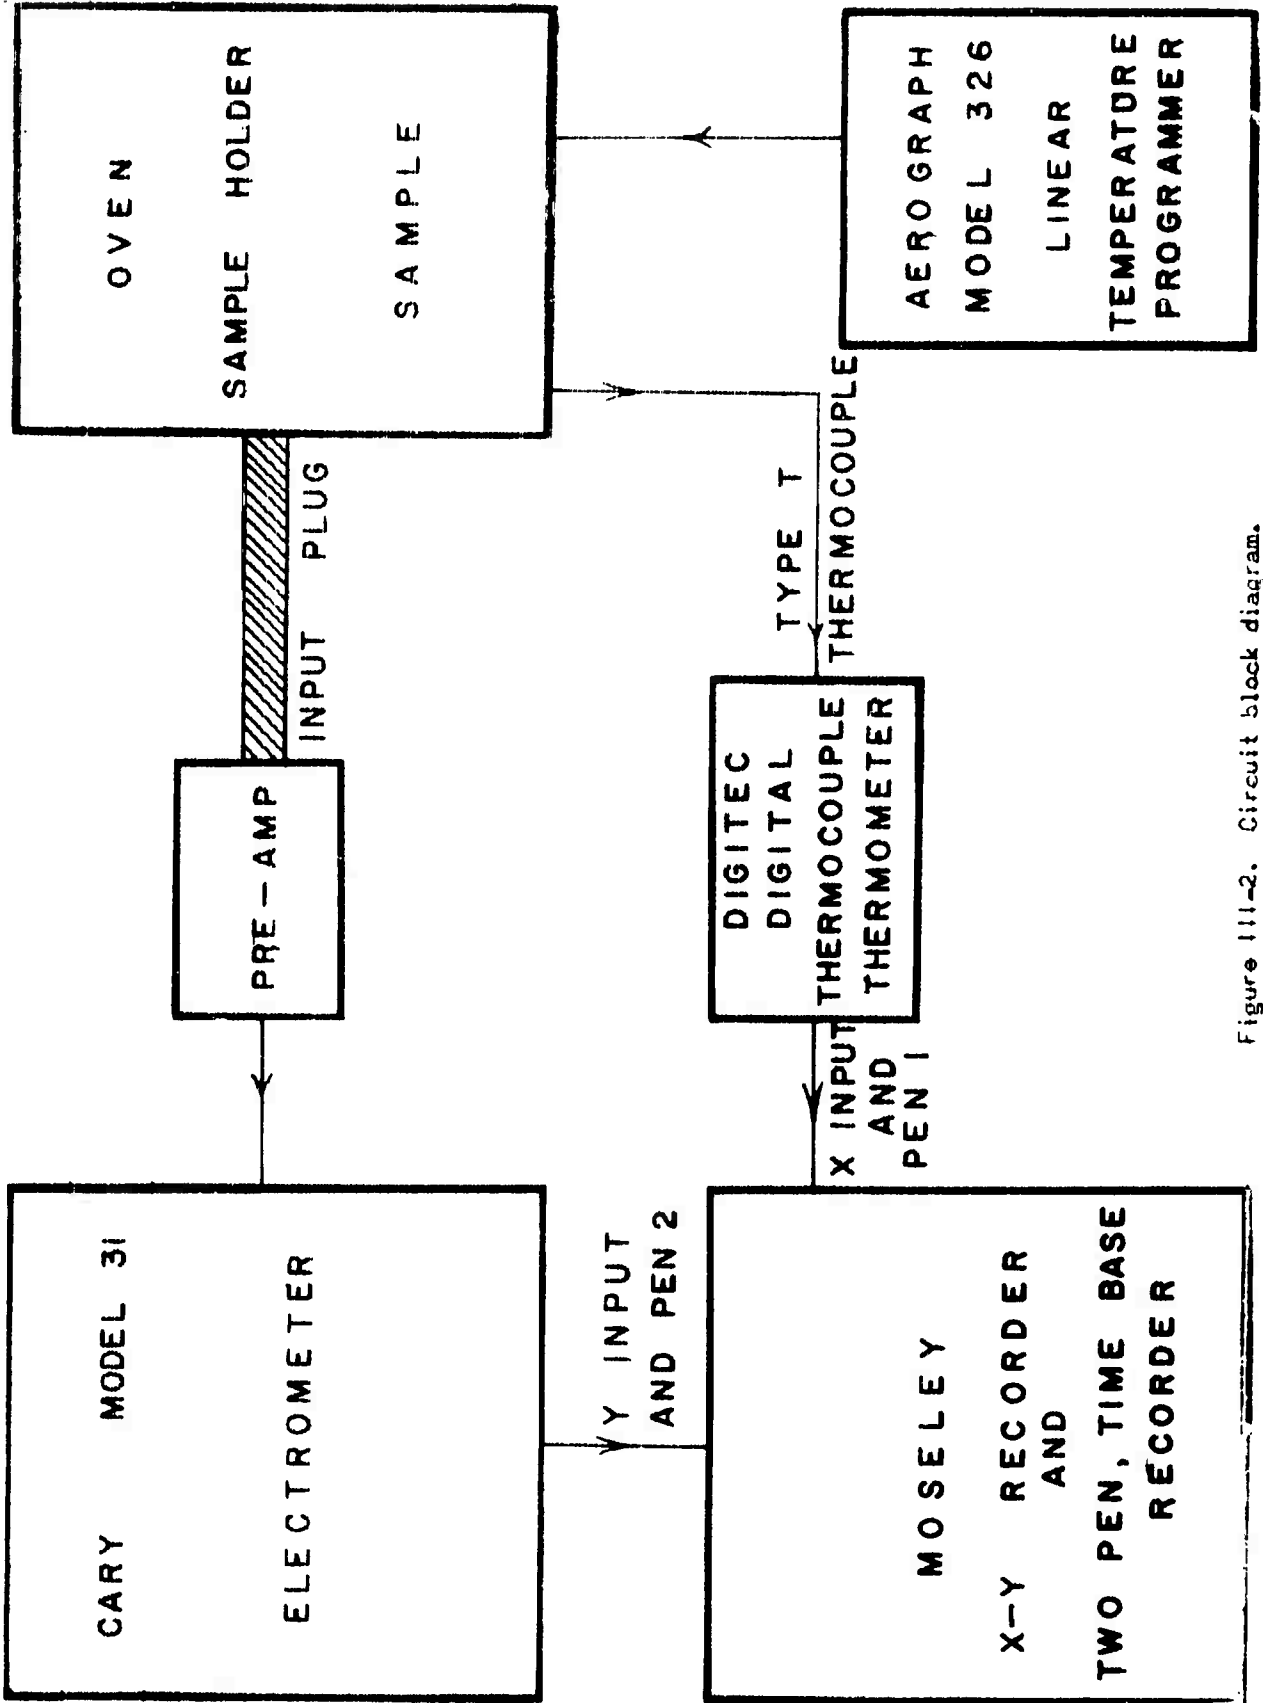 CARY MODEL 31
ELECTROMETER
PRE-AMP
INPUT PLUG
OVEN
SAMPLE HOLDER
SAMPLE
Y INPUT
AND PEN 2
MOSELEY
X-Y RECORDER
AND
TWO PEN, TIME BASE
RECORDER
X INPUT
AND
PEN 1
DIGITEC
DIGITAL
THERMOCOUPLE
THERMOMETER
TYPE T
THERMOCOUPLE
AEROGRAPH
MODEL 326
LINEAR
TEMPERATURE
PROGRAMMER
Figure III-2. Circuit block diagram.